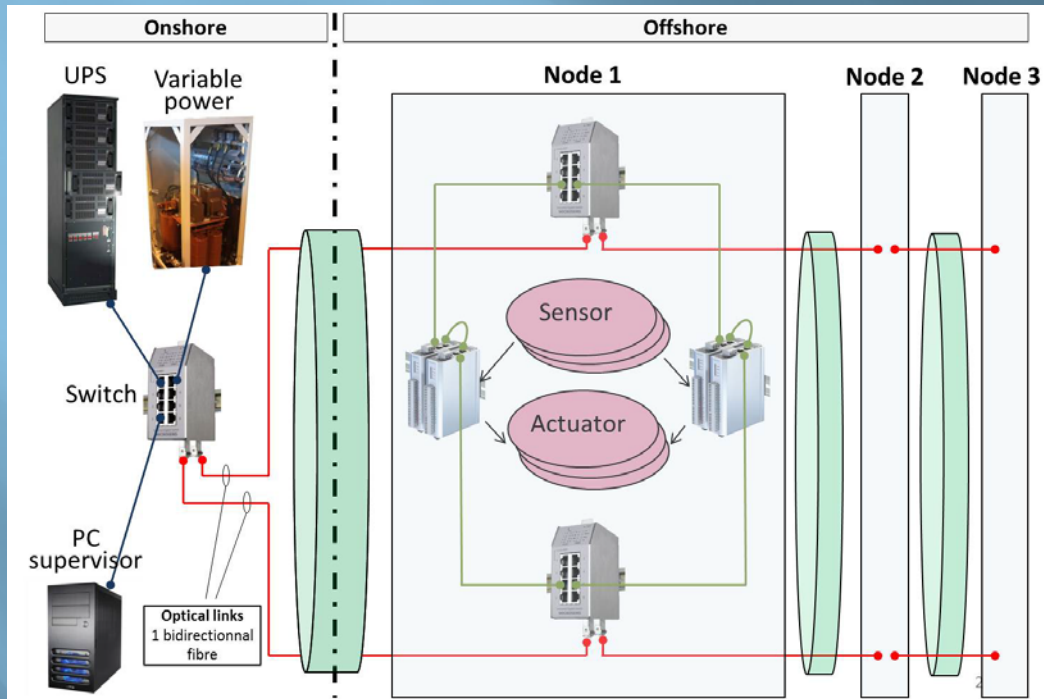 Onshore
Offshore
UPS
Variable
power
Node 1
Node 2
Node 3
Sensor
Switch
Actuator
PC
supervisor
Optical links
1 bidirectionnal
fibre
2